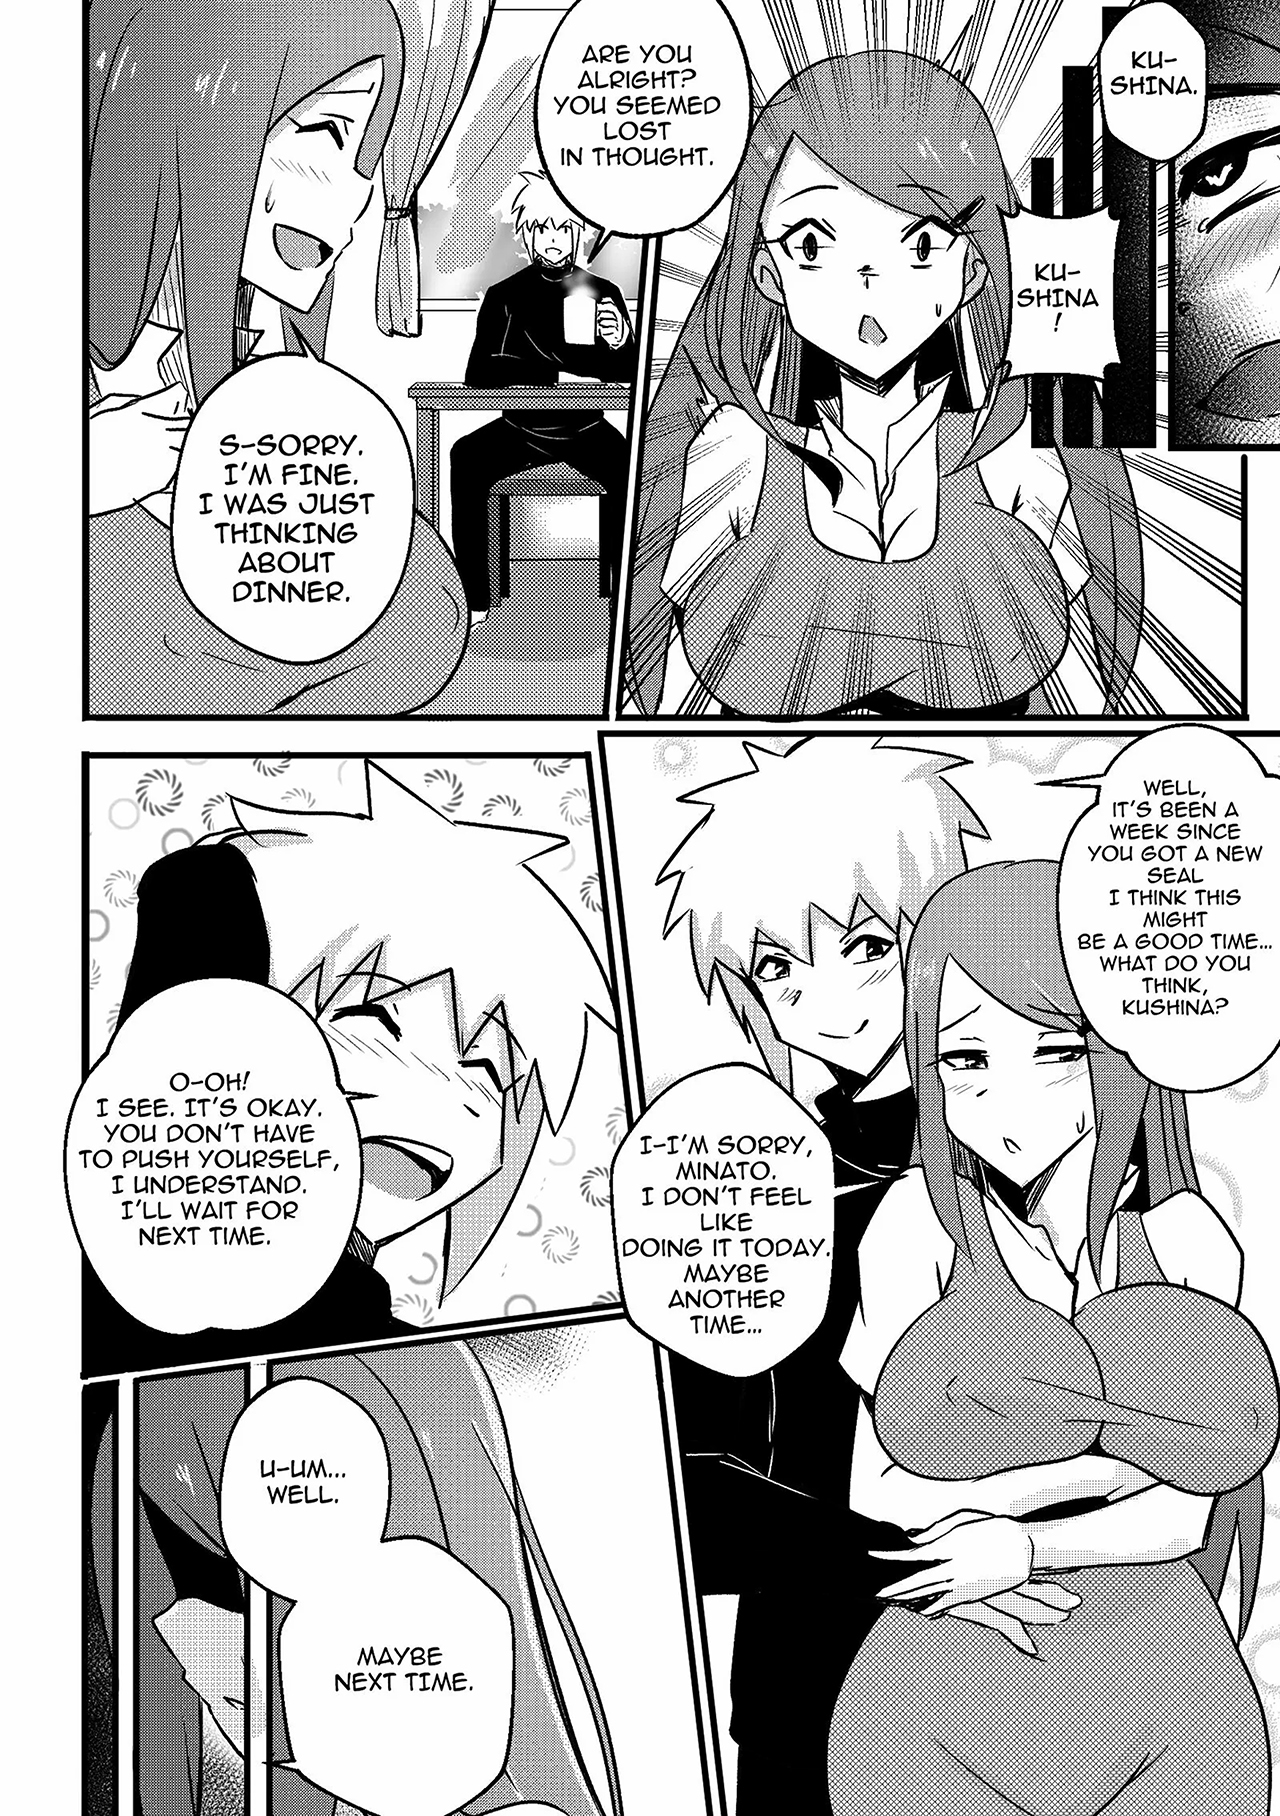 KU-
SHINA.
KU-
SHINA
!
ARE YOU
ALRIGHT?
YOU SEEMED
LOST
IN THOUGHT.
S-SORRY.
I'M FINE.
I WAS JUST
THINKING
ABOUT
DINNER.
WELL,
IT'S BEEN A
WEEK SINCE
YOU GOT A NEW
SEAL
I THINK THIS
MIGHT
BE A GOOD TIME...
WHAT DO YOU
THINK,
KUSHINA?
I-I'M SORRY,
MINATO.
I DON'T FEEL
LIKE
DOING IT TODAY.
MAYBE
ANOTHER
TIME...
O-OH!
I SEE. IT'S OKAY.
YOU DON'T HAVE
TO PUSH YOURSELF,
I UNDERSTAND.
I'LL WAIT FOR
NEXT TIME.
U-UM...
WELL.
MAYBE
NEXT TIME.